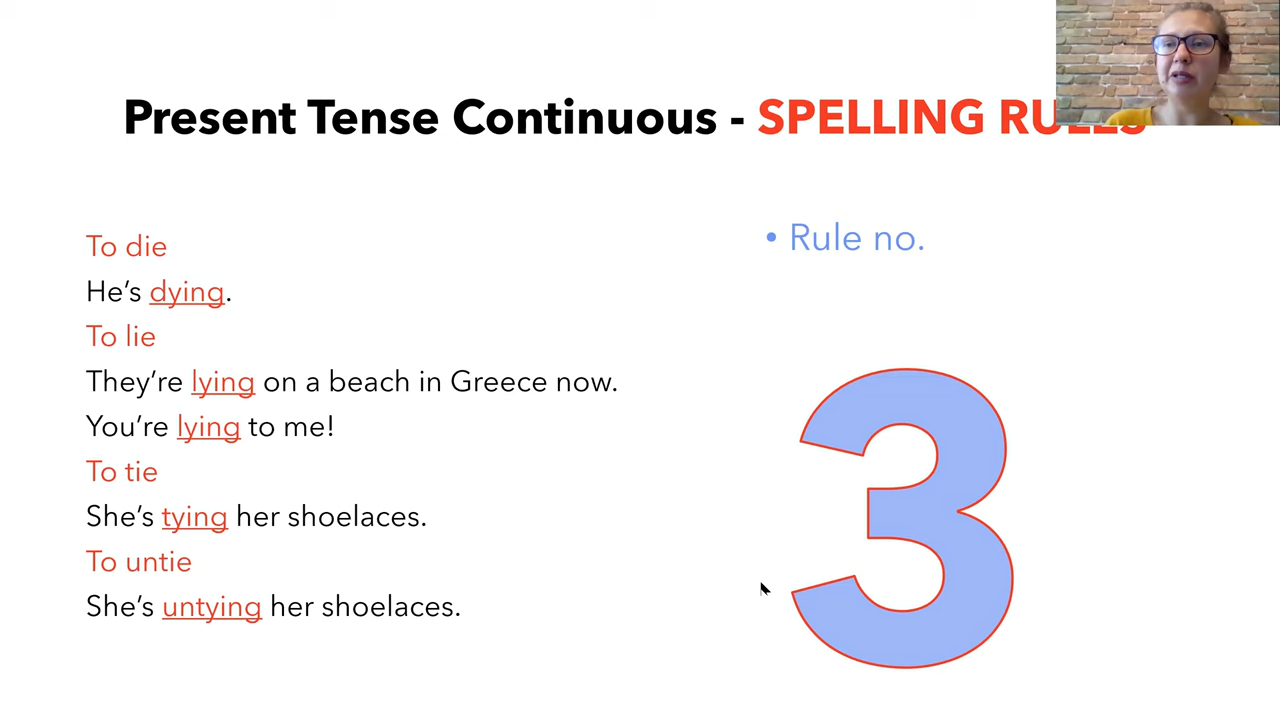 Present Tense Continuous - SPELLING RULES
To die
He's dying.
To lie
They're lying on a beach in Greece now.
You're lying to me!
To tie
She's tying her shoelaces.
To untie
She's untying her shoelaces.
• Rule no.
3